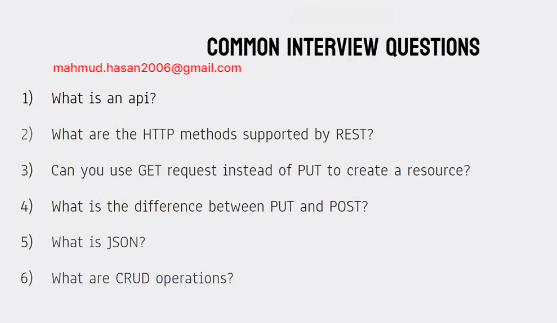 COMMON INTERVIEW QUESTIONS
mahmud.hasan2006@gmail.com
1) What is an api?
2) What are the HTTP methods supported by REST?
3) Can you use GET request instead of PUT to create a resource?
4) What is the difference between PUT and POST?
5) What is JSON?
6) What are CRUD operations?